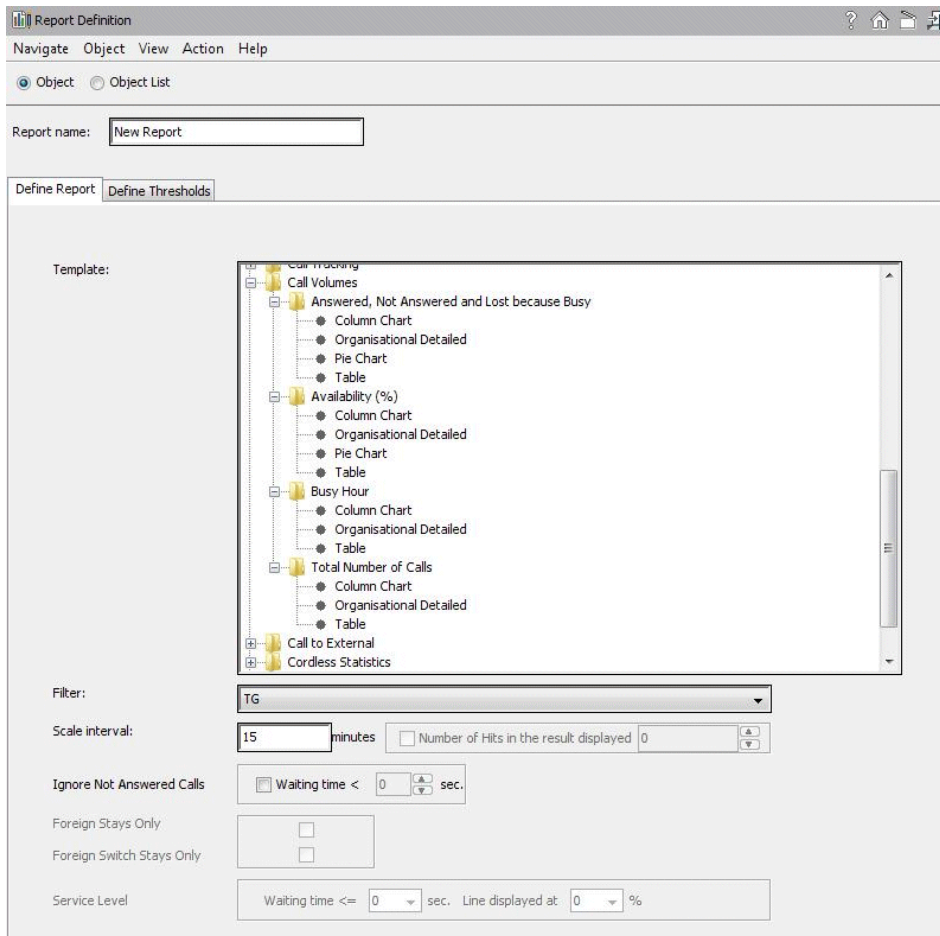 Report Definition
Navigate Object View Action Help
Object Object List
Report name: New Report
Define Report Define Thresholds
Template:
Call Tracking
Call Volumes
Answered, Not Answered and Lost because Busy
Column Chart
Organisational Detailed
Pie Chart
Table
Availability (%)
Column Chart
Organisational Detailed
Pie Chart
Table
Busy Hour
Column Chart
Organisational Detailed
Table
Total Number of Calls
Column Chart
Organisational Detailed
Table
Call to External
Cordless Statistics
Filter: TG
Scale interval: 15 minutes Number of Hits in the result displayed 0
Ignore Not Answered Calls Waiting time < 0 sec.
Foreign Stays Only
Foreign Switch Stays Only
Service Level Waiting time <= 0 sec. Line displayed at 0 %